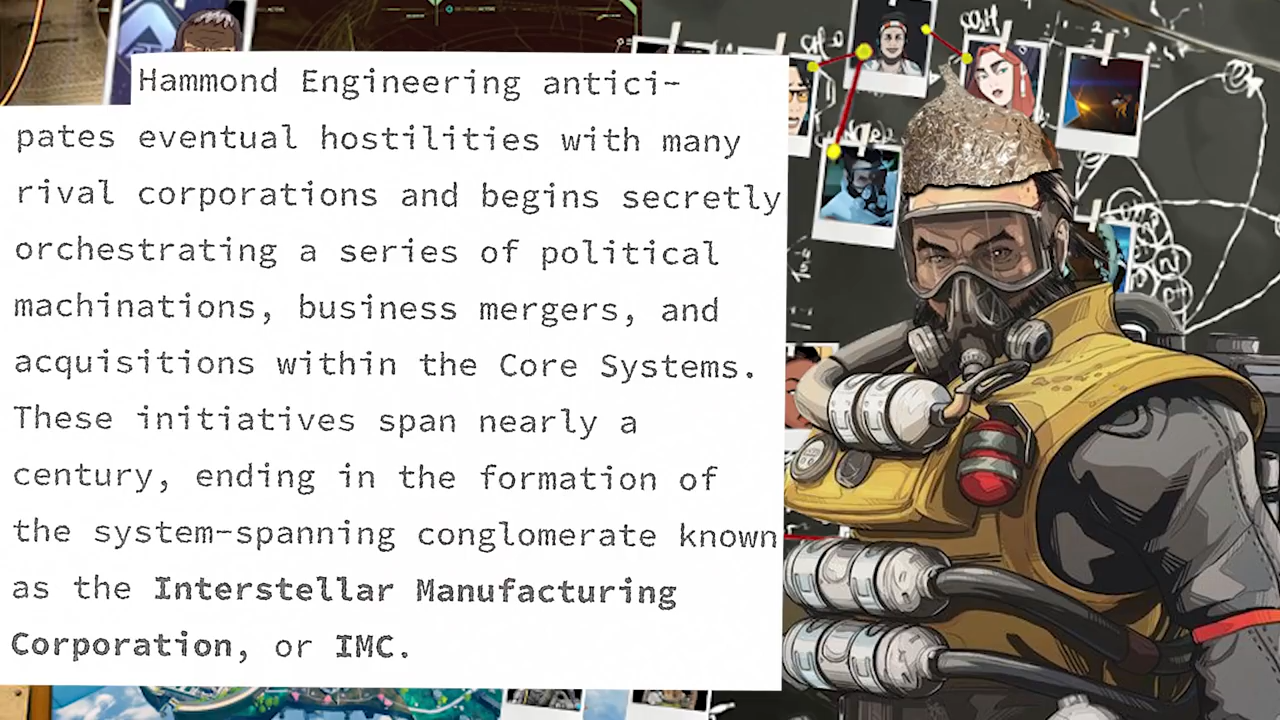 Hammond Engineering antici-
pates eventual hostilities with many
rival corporations and begins secretly
orchestrating a series of political
machinations, business mergers, and
acquisitions within the Core Systems.
These initiatives span nearly a
century, ending in the formation of
the system-spanning conglomerate known
as the Interstellar Manufacturing
Corporation, or IMC.